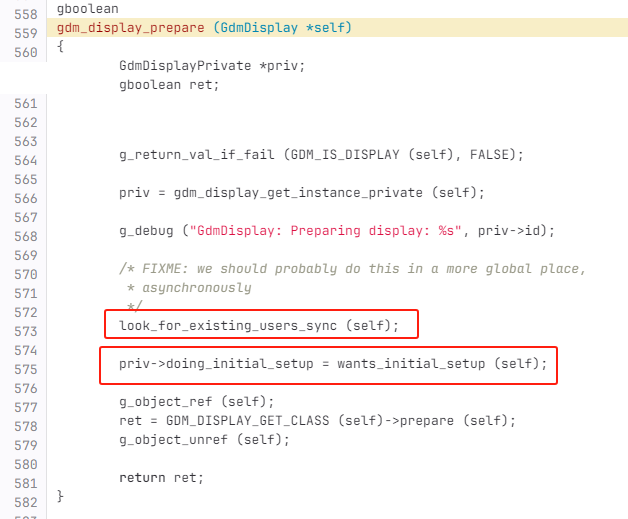 558 gboolean
559 gdm_display_prepare (GdmDisplay *self)
560 {
GdmDisplayPrivate *priv;
gboolean ret;
561
562
563
564 g_return_val_if_fail (GDM_IS_DISPLAY (self), FALSE);
565
566 priv = gdm_display_get_instance_private (self);
567
568 g_debug ("GdmDisplay: Preparing display: %s", priv->id);
569
570 /* FIXME: we should probably do this in a more global place,
571 * asynchronously
572 */
573 look_for_existing_users_sync (self);
574
575 priv->doing_initial_setup = wants_initial_setup (self);
576
577 g_object_ref (self);
578 ret = GDM_DISPLAY_GET_CLASS (self)->prepare (self);
579 g_object_unref (self);
580
581 return ret;
582 }